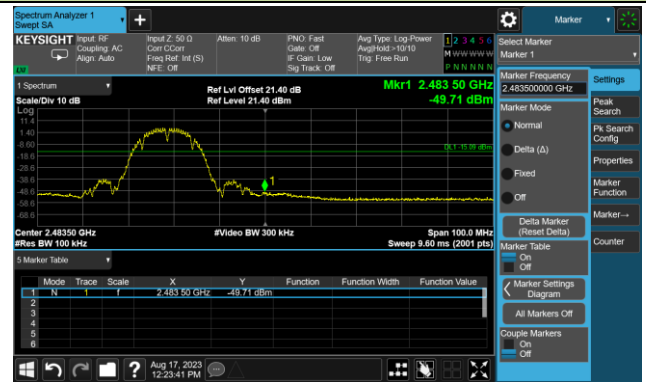 Spectrum Analyzer 1
Swept SA
Marker
KEYSIGHT
Input: RF
Coupling: AC
Align: Auto
Input Z: 50 Ω
Corr CCorr
Freq Ref: Int (S)
NFE: Off
Atten: 10 dB
PNO: Fast
Gate: Off
IF Gain: Low
Sig Track: Off
Avg Type: Log-Power
Avg|Hold:>10/10
Trig: Free Run
1 2 3 4 5 6
M W W W W W
P N N N N N
Select Marker
Marker 1
1 Spectrum
Scale/Div 10 dB
Log
Ref Lvl Offset 21.40 dB
Ref Level 21.40 dBm
Mkr1 2.483 50 GHz
-49.71 dBm
11.4
1.40
-8.60
-18.6
-28.6
-38.6
-48.6
-58.6
-68.6
DL1 -15.09 dBm
1
Center 2.48350 GHz
#Res BW 100 kHz
#Video BW 300 kHz
Span 100.0 MHz
Sweep 9.60 ms (2001 pts)
5 Marker Table
Mode Trace Scale X Y Function Function Width Function Value
1 N 1 f 2.483 50 GHz -49.71 dBm
2
3
4
5
6
Marker Frequency
2.483500000 GHz
Marker Mode
Normal
Delta (Δ)
Fixed
Off
Delta Marker
(Reset Delta)
Marker Table
On
Off
Marker Settings
Diagram
All Markers Off
Couple Markers
On
Off
Settings
Peak
Search
Pk Search
Config
Properties
Marker
Function
Marker→
Counter
?
Aug 17, 2023
12:23:41 PM